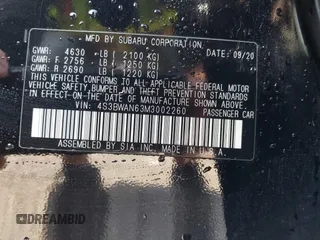 MFD BY SUBARU CORPORATION. 09/20
GVWR: 4630 LB ( 2100 KG)
GAWR: F 2756 LB ( 1250 KG)
GAWR: R 2690 LB ( 1220 KG)
THIS VEHICLE CONFORMS TO ALL APPLICABLE FEDERAL MOTOR
VEHICLE SAFETY, BUMPER, AND THEFT PREVENTION STANDARDS
IN EFFECT ON THE DATE OF MANUFACTURE SHOWN ABOVE.
VIN: 4S3BWAN63M3002260 PASSENGER CAR
ASSEMBLED BY SIA INC. IN U.S.A.
DREAMBID